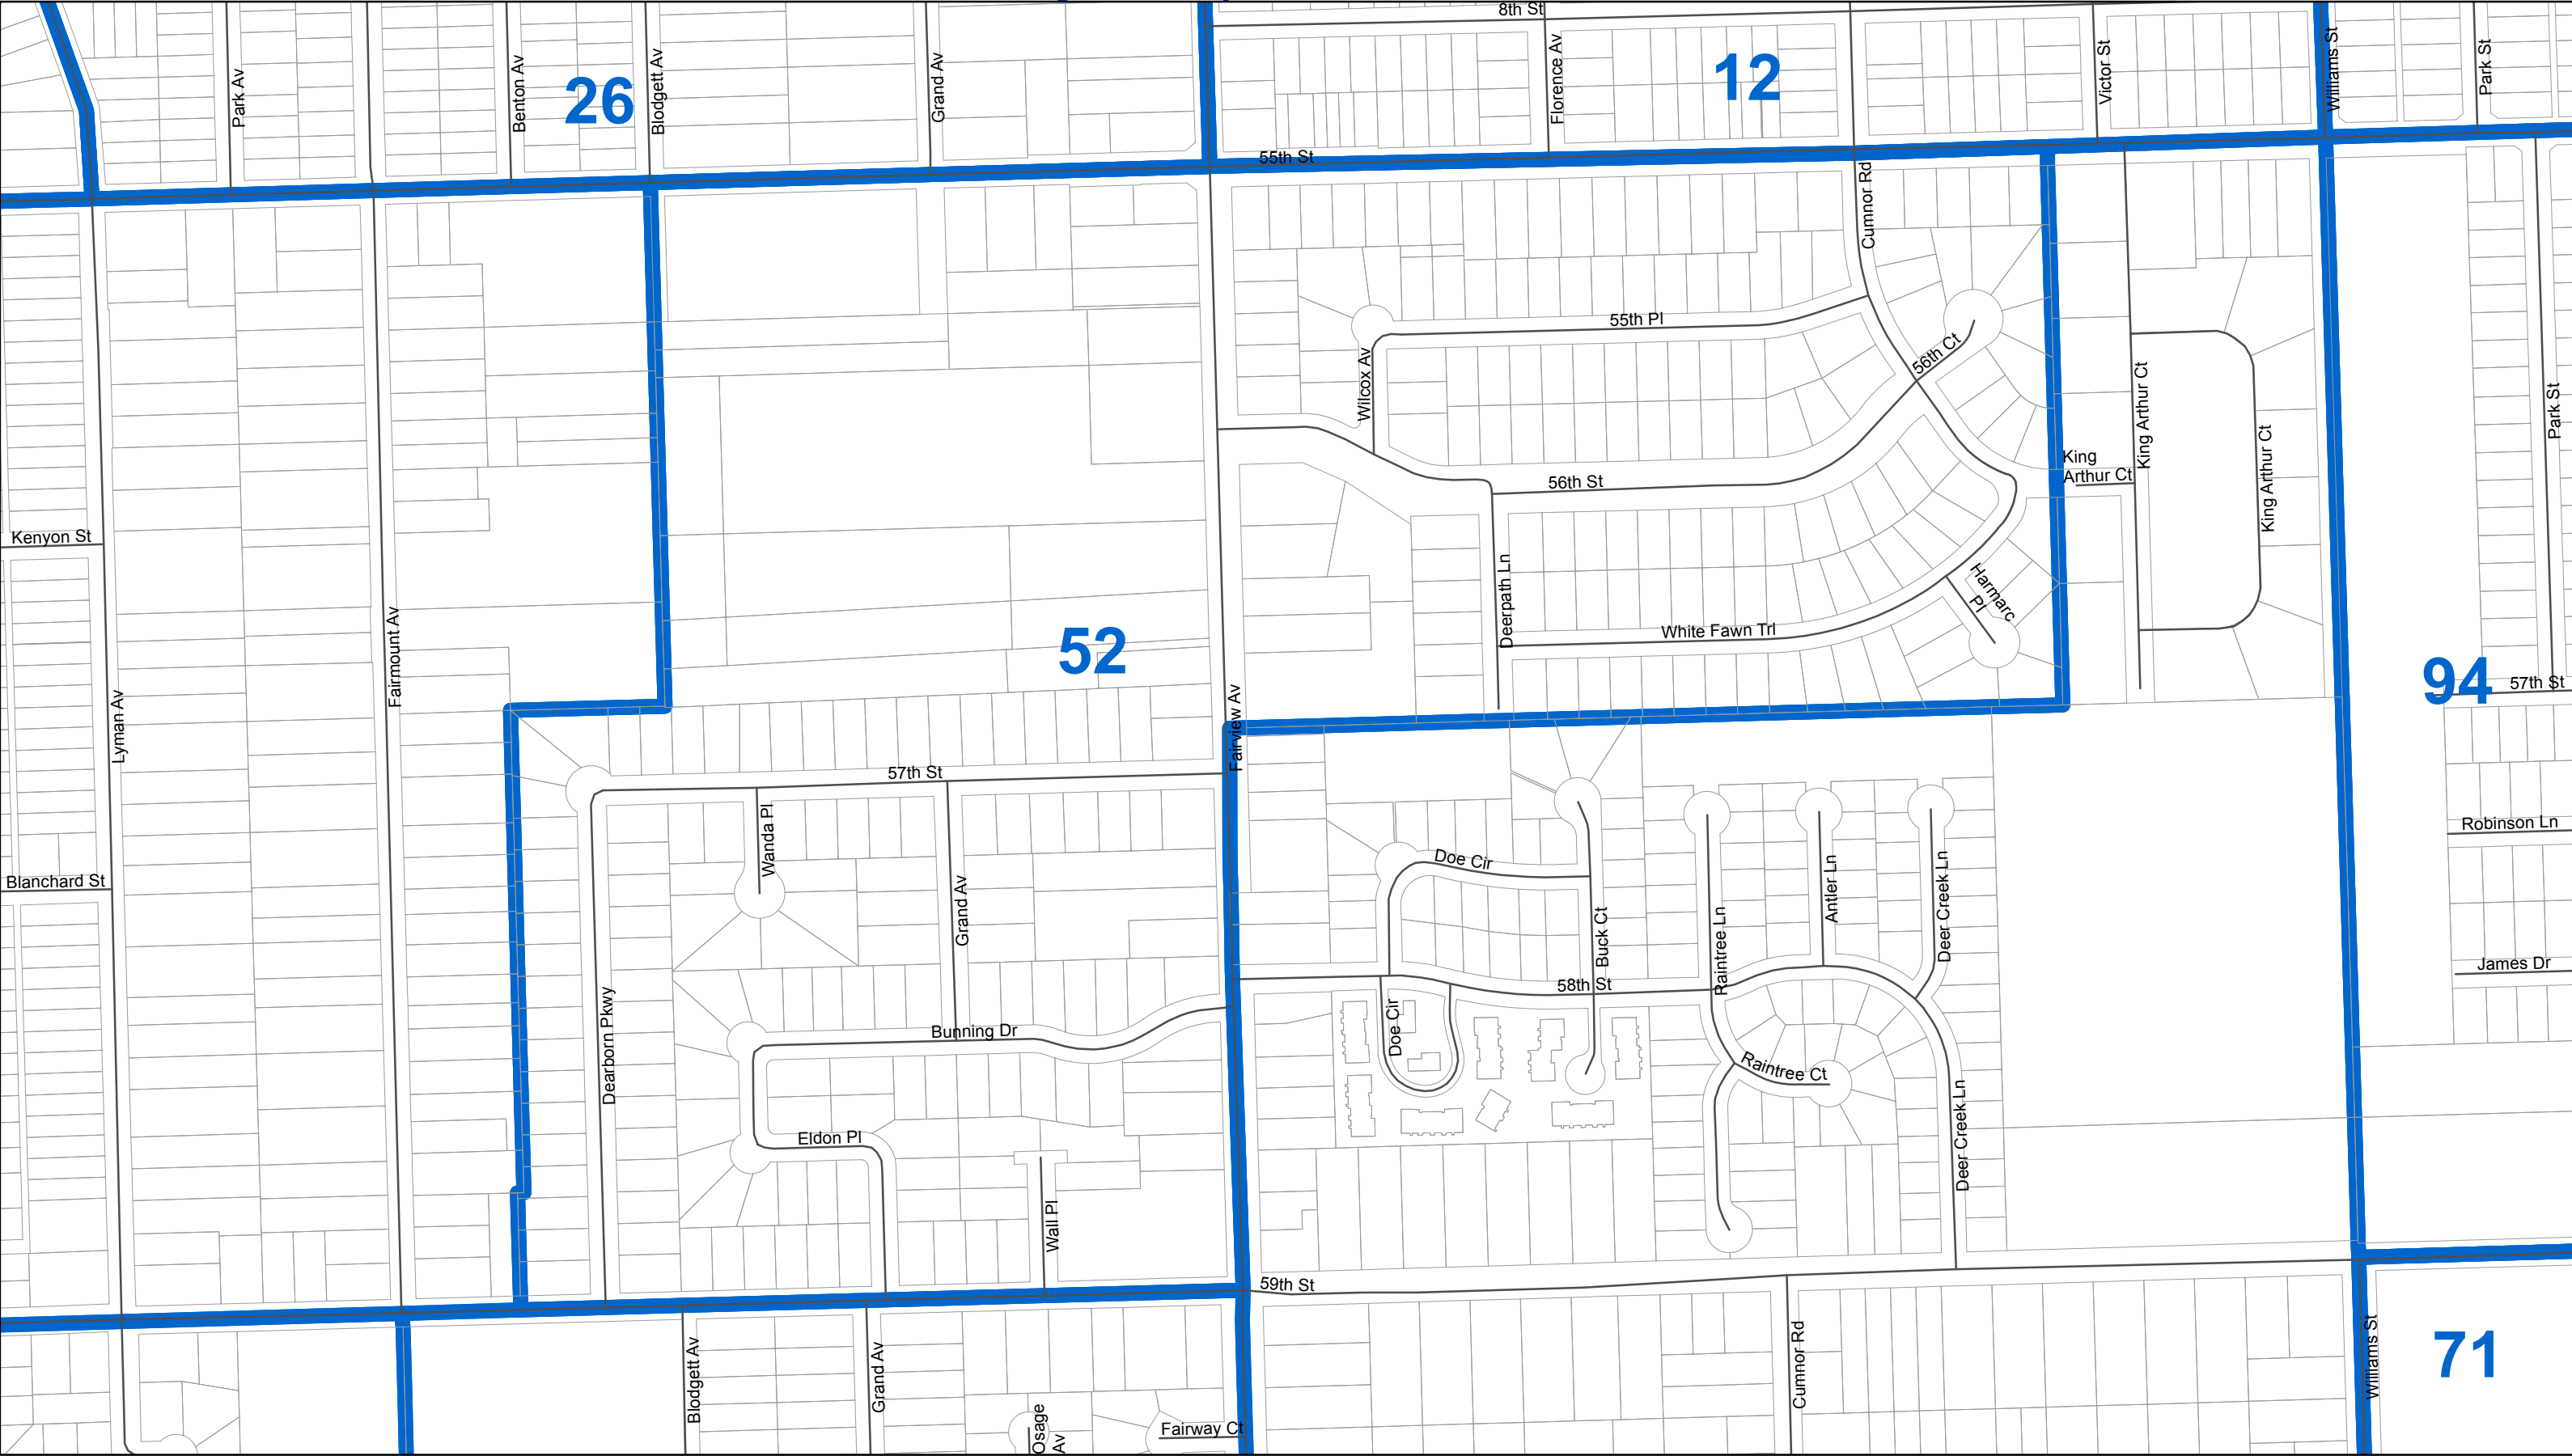 8th St
Park Av
Benton Av
26
Blodgett Av
Grand Av
Florence Av
12
Victor St
Williams St
Park St
55th St
Cumnor Rd
55th Pl
Wilcox Av
56th Ct
King Arthur Ct
King Arthur Ct
King
Arthur Ct
Park St
56th St
Kenyon St
Deerpath Ln
Harmarc
Pl
White Fawn Trl
Fairmount Av
52
94
57th St
Lyman Av
Fairview Av
57th St
Wanda Pl
Robinson Ln
Doe Cir
Blanchard St
Grand Av
Buck Ct
Raintree Ln
Antler Ln
Deer Creek Ln
James Dr
58th St
Dearborn Pkwy
Bunning Dr
Doe Cir
Raintree Ct
Eldon Pl
Deer Creek Ln
Wall Pl
59th St
Blodgett Av
Grand Av
Osage
Av
Fairway Ct
Cumnor Rd
Williams St
71